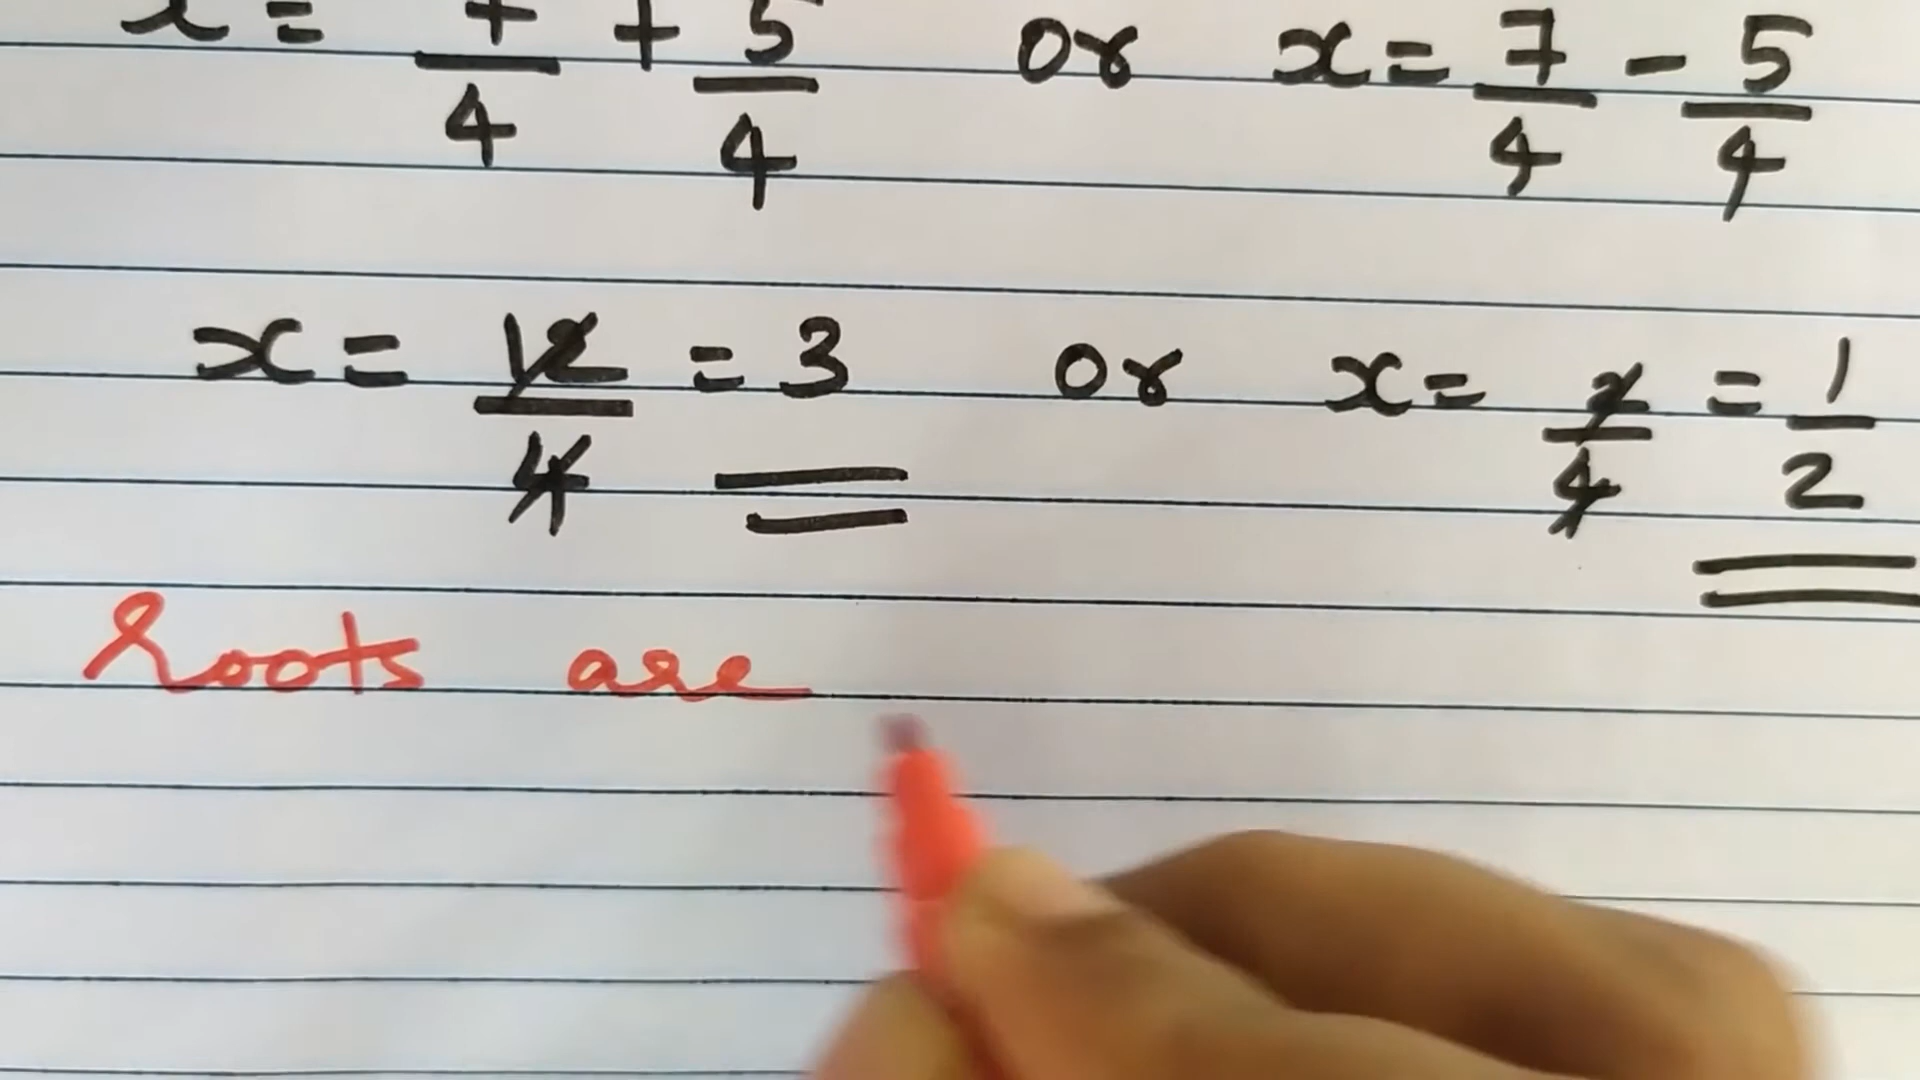 x = 7/4 + 5/4 or x = 7/4 - 5/4
x = 12/4 = 3 or x = 2/4 = 1/2
Roots are